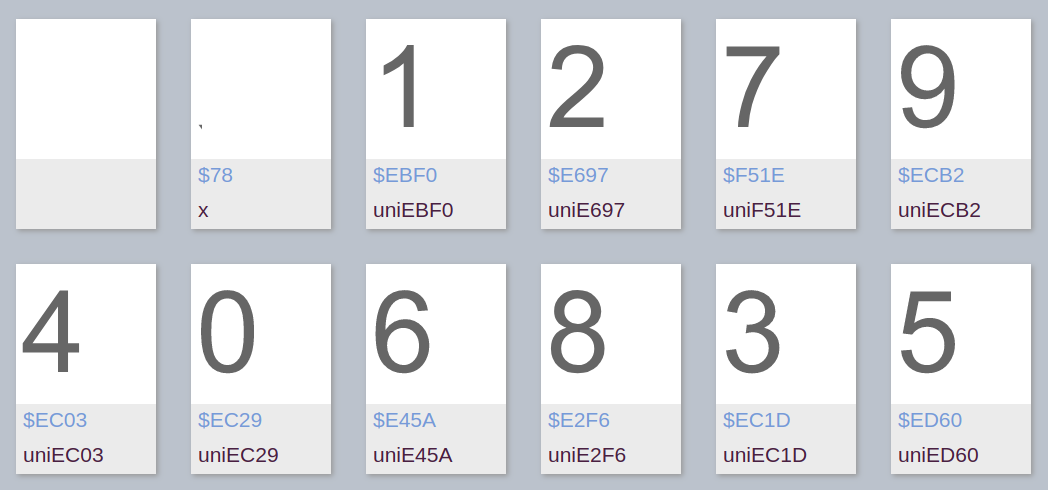 1 2 7 9
$78 $EBF0 $E697 $F51E $ECB2
x uniEBF0 uniE697 uniF51E uniECB2
4 0 6 8 3 5
$EC03 $EC29 $E45A $E2F6 $EC1D $ED60
uniEC03 uniEC29 uniE45A uniE2F6 uniEC1D uniED60